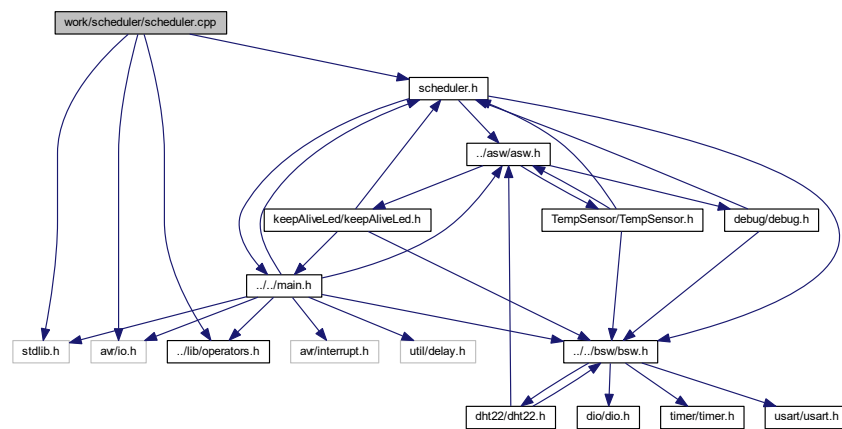 work/scheduler/scheduler.cpp
scheduler.h
../asw/asw.h
keepAliveLed/keepAliveLed.h
TempSensor/TempSensor.h
debug/debug.h
../../main.h
stdlib.h
avr/io.h
../lib/operators.h
avr/interrupt.h
util/delay.h
../../bsw/bsw.h
dht22/dht22.h
dio/dio.h
timer/timer.h
usart/usart.h